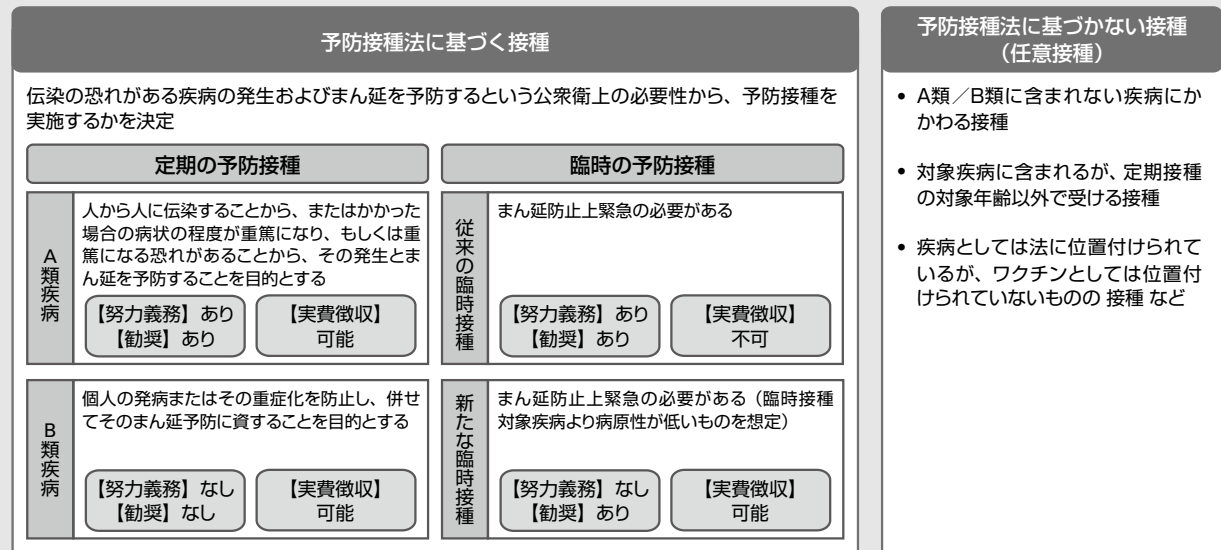 予防接種法に基づく接種
伝染の恐れがある疾病の発生およびまん延を予防するという公衆衛上の必要性から、予防接種を
実施するかを決定
定期の予防接種
A類疾病
人から人に伝染することから、またはかかった
場合の病状の程度が重篤になり、もしくは重
篤になる恐れがあることから、その発生とま
ん延を予防することを目的とする
【努力義務】あり
【勧奨】あり
【実費徴収】
可能
B類疾病
個人の発病またはその重症化を防止し、併せ
てそのまん延予防に資することを目的とする
【努力義務】なし
【勧奨】なし
【実費徴収】
可能
臨時の予防接種
従来の臨時接種
まん延防止上緊急の必要がある
【努力義務】あり
【勧奨】あり
【実費徴収】
不可
新たな臨時接種
まん延防止上緊急の必要がある（臨時接種
対象疾病より病原性が低いものを想定）
【努力義務】なし
【勧奨】あり
【実費徴収】
可能
予防接種法に基づかない接種
（任意接種）
• A類／B類に含まれない疾病にか
かわる接種
• 対象疾病に含まれるが、定期接種
の対象年齢以外で受ける接種
• 疾病としては法に位置付けられて
いるが、ワクチンとしては位置付
けられていないものの 接種 など